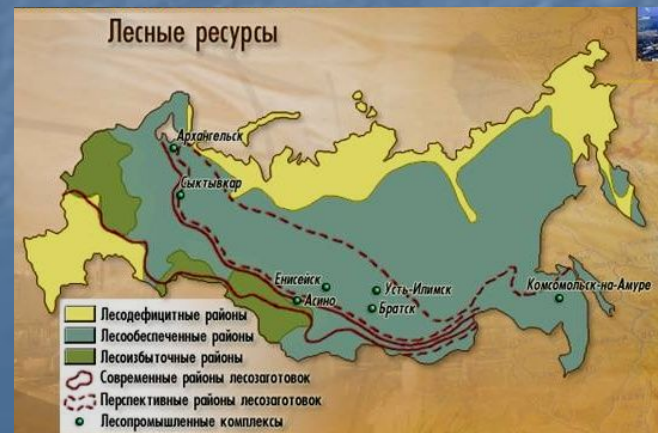 Лесные ресурсы
Архангельск
Сыктывкар
Енисейск
Усть-Илимск
Комсомольск-на-Амуре
Асино
Братск
Лесодефицитные районы
Лесообеспеченные районы
Лесоизбыточные районы
Современные районы лесозаготовок
Перспективные районы лесозаготовок
Лесопромышленные комплексы